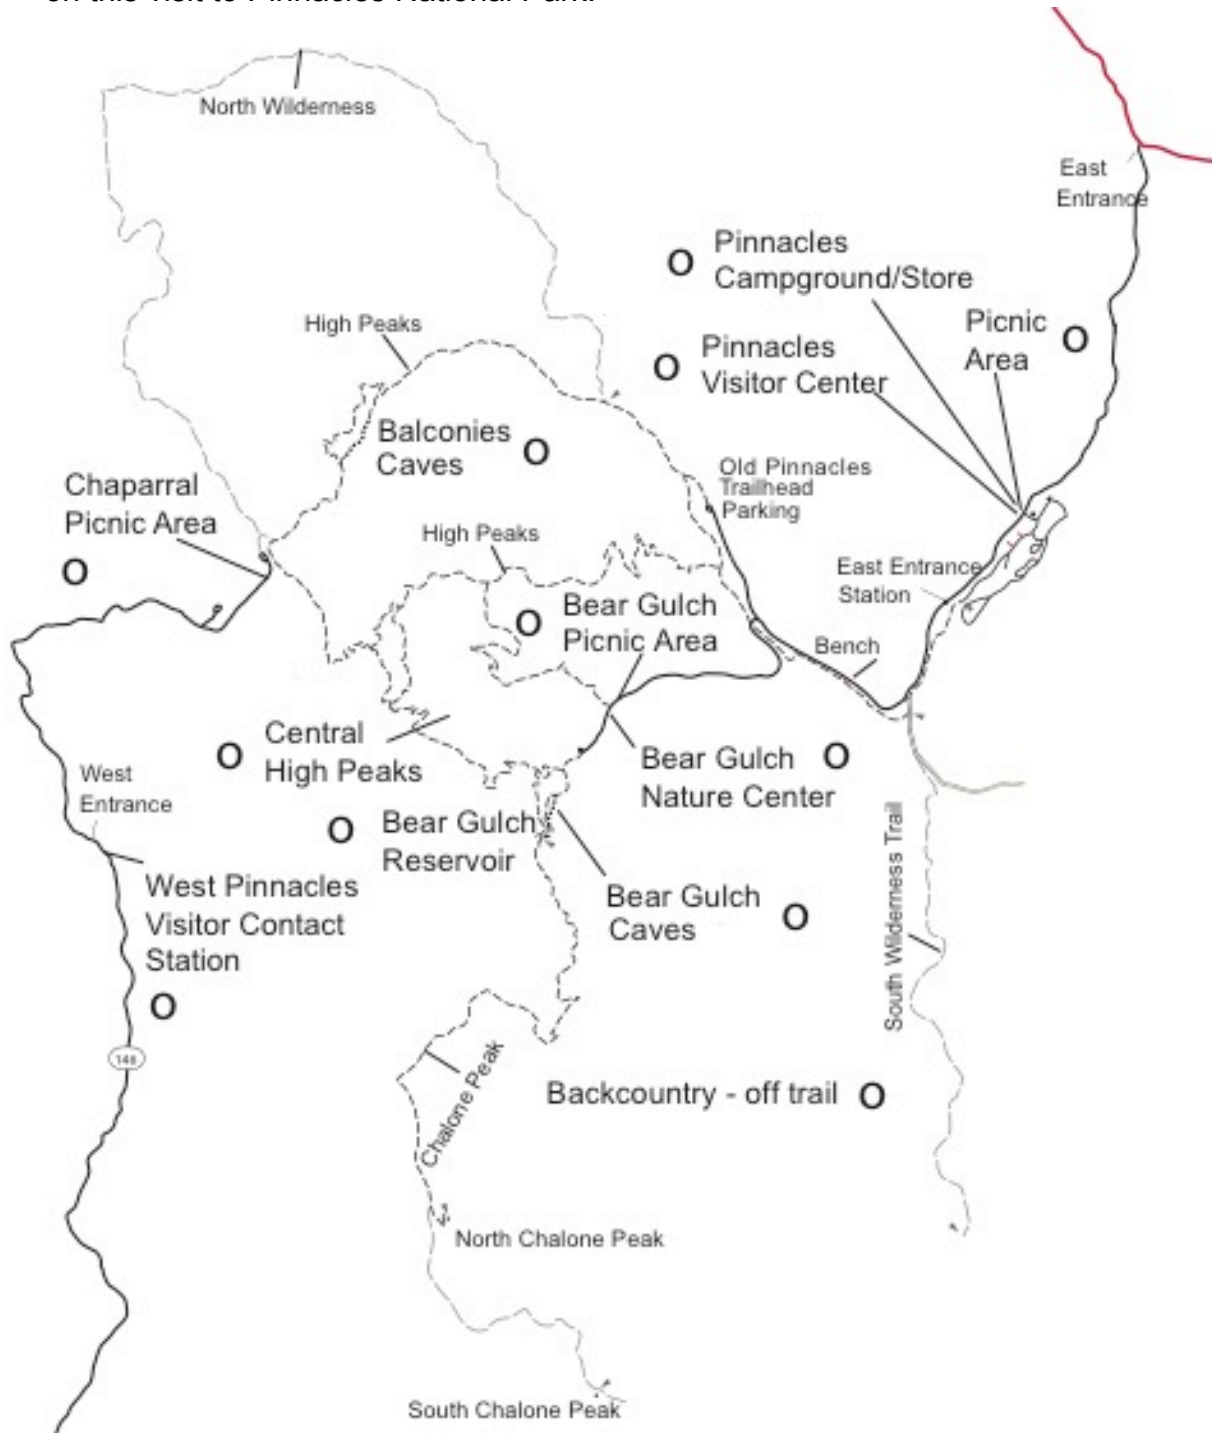 on this visit to Pinnacles National Park.
North Wilderness
East
Entrance
O Pinnacles
Campground/Store
Picnic
Area O
O Pinnacles
Visitor Center
High Peaks
Balconies
Caves O
Chaparral
Picnic Area
O
Old Pinnacles
Trailhead
Parking
High Peaks
East Entrance
Station
O Bear Gulch
Picnic Area
Bench
O Central
High Peaks
Bear Gulch
Nature Center O
West
Entrance
O Bear Gulch
Reservoir
West Pinnacles
Visitor Contact
Station
O
Bear Gulch
Caves O
South Wilderness Trail
146
Chalone Peak
Backcountry - off trail O
North Chalone Peak
South Chalone Peak